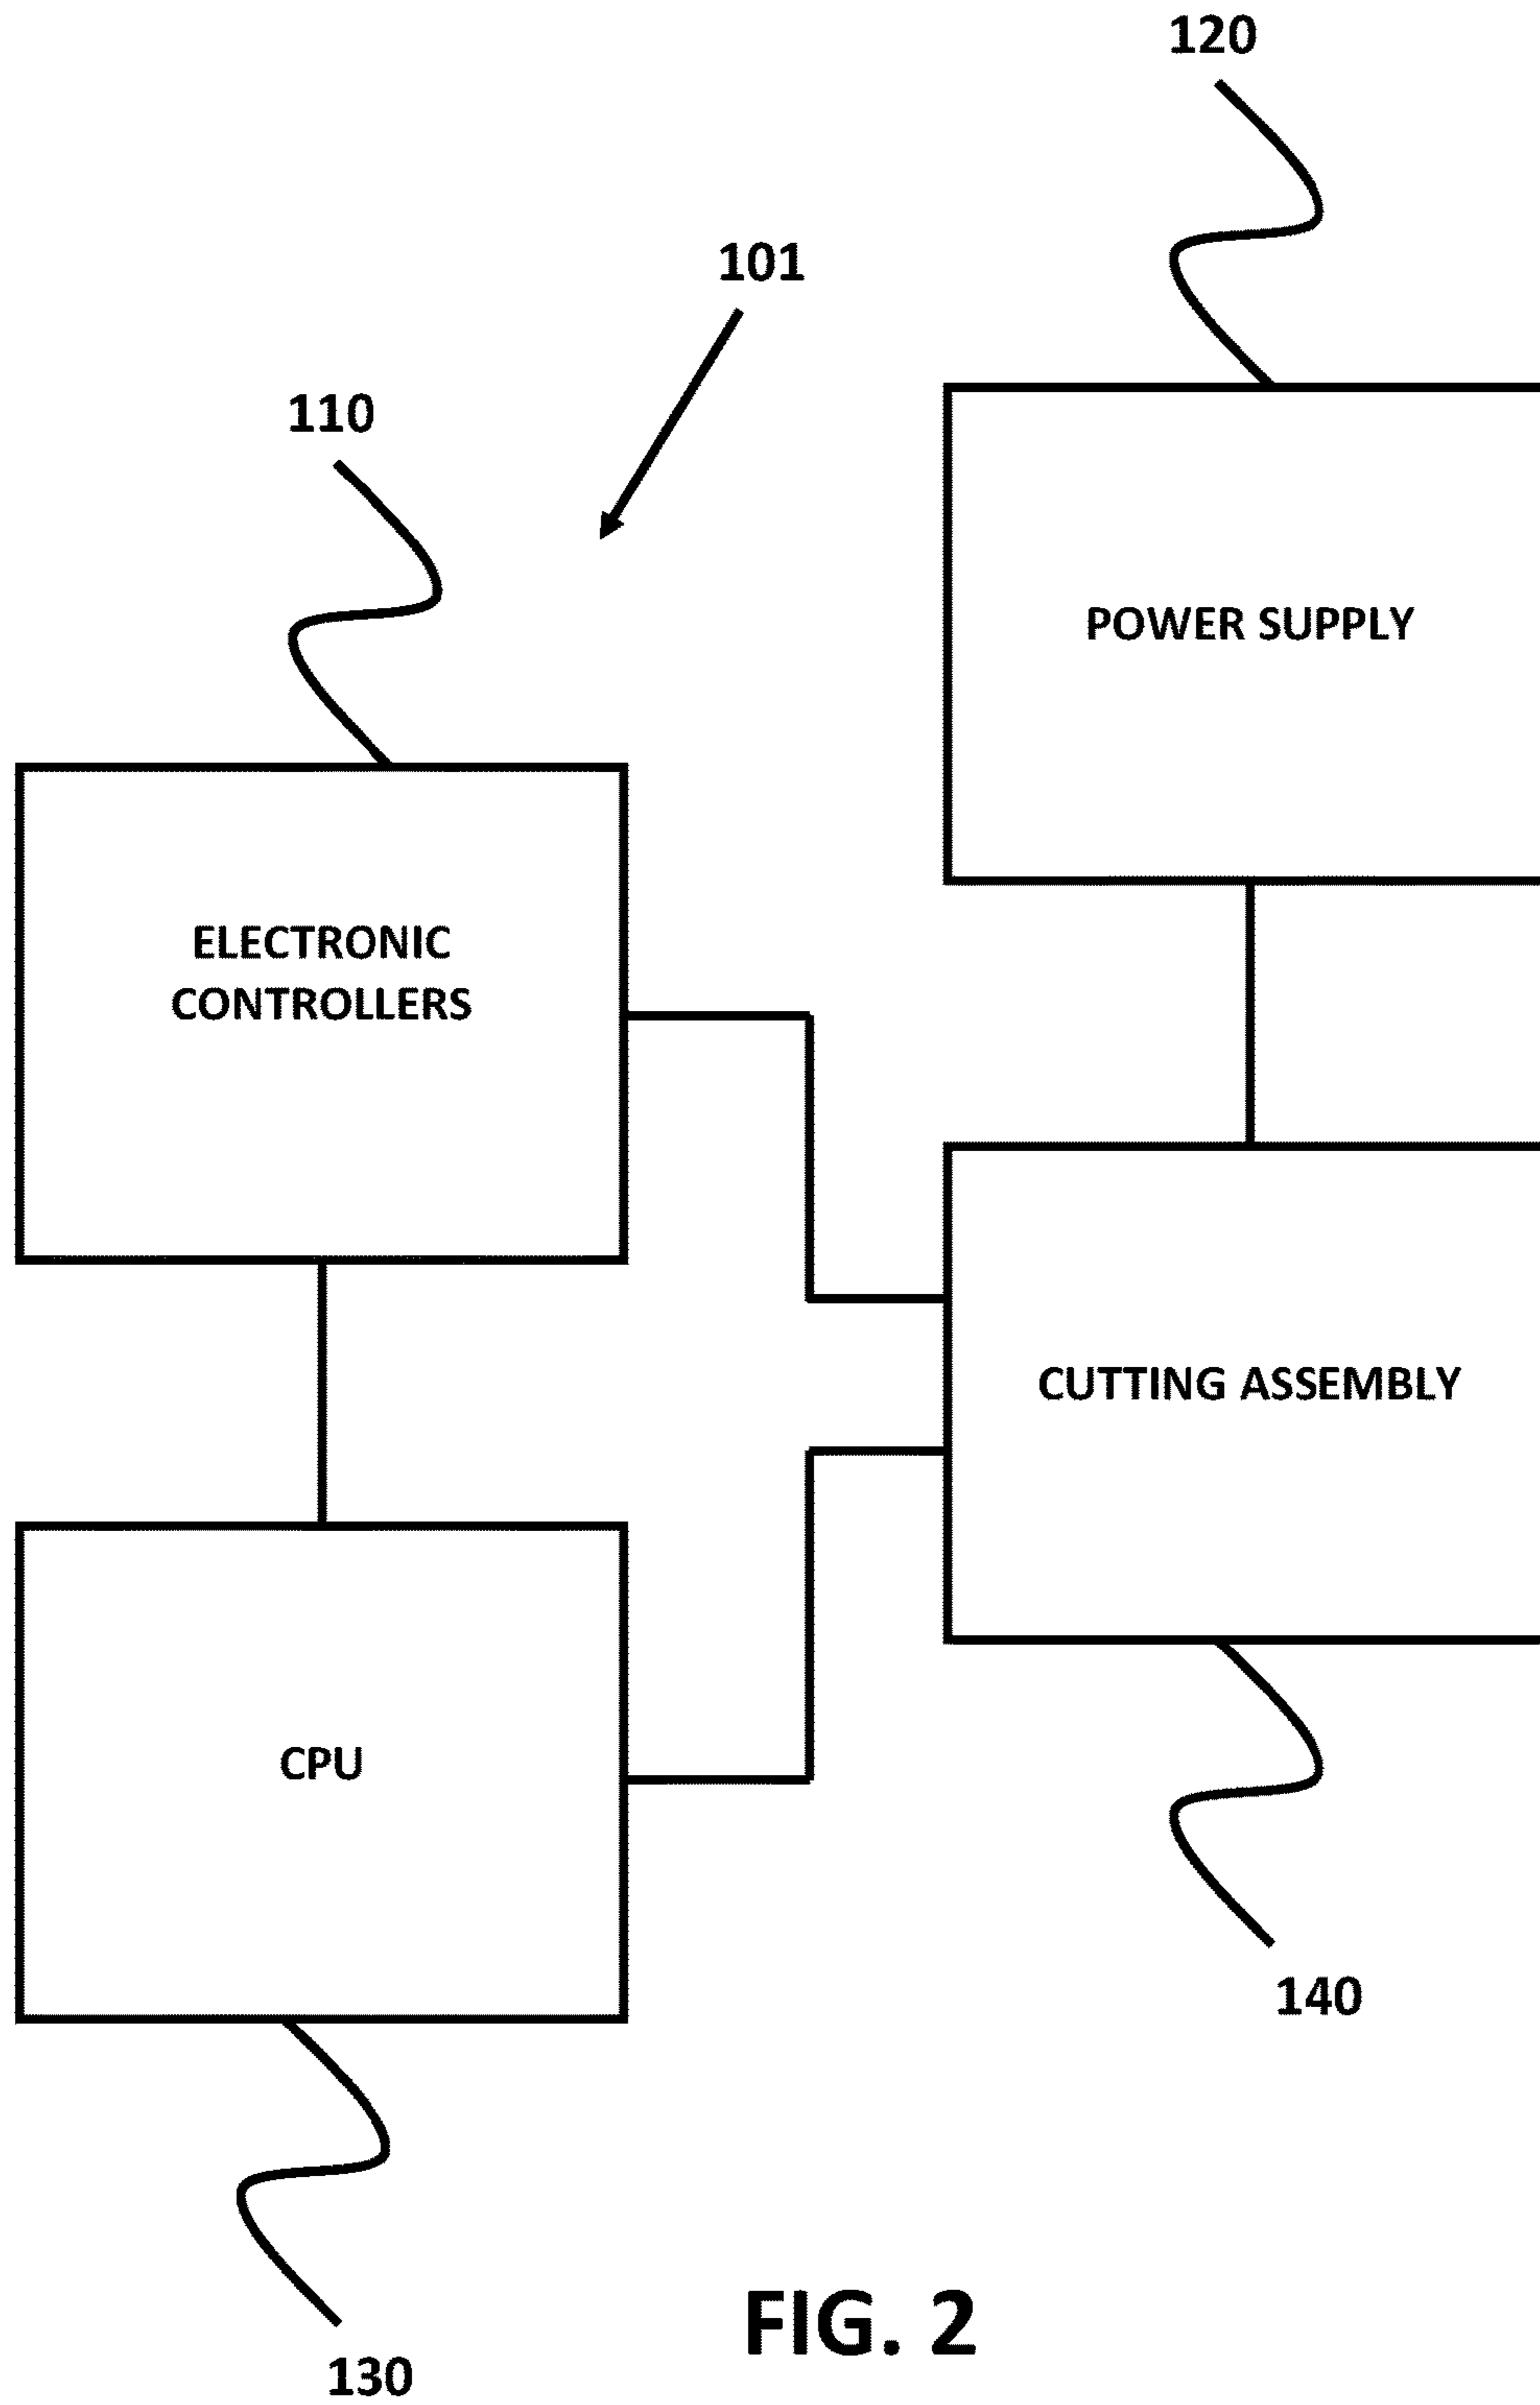 120
101
110
POWER SUPPLY
ELECTRONIC
CONTROLLERS
CUTTING ASSEMBLY
CPU
140
FIG. 2
130